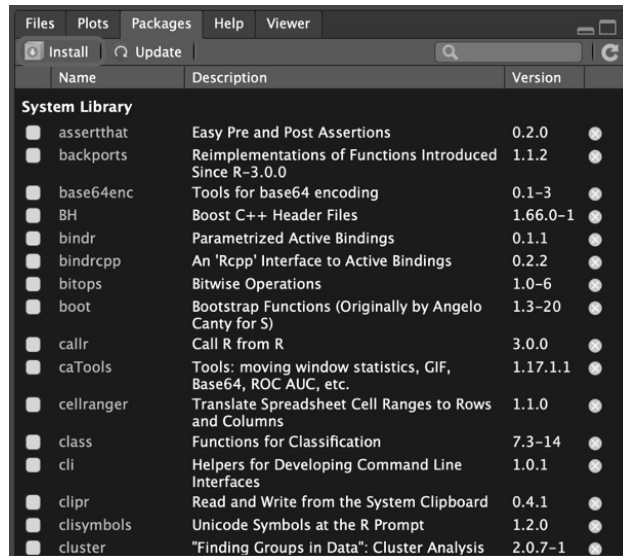 Files Plots Packages Help Viewer
Install Update
Name Description Version
System Library
assertthat Easy Pre and Post Assertions 0.2.0
backports Reimplementations of Functions Introduced 1.1.2
Since R-3.0.0
base64enc Tools for base64 encoding 0.1-3
BH Boost C++ Header Files 1.66.0-1
bindr Parametrized Active Bindings 0.1.1
bindrcpp An 'Rcpp' Interface to Active Bindings 0.2.2
bitops Bitwise Operations 1.0-6
boot Bootstrap Functions (Originally by Angelo 1.3-20
Canty for S)
callr Call R from R 3.0.0
caTools Tools: moving window statistics, GIF, 1.17.1.1
Base64, ROC AUC, etc.
cellranger Translate Spreadsheet Cell Ranges to Rows 1.1.0
and Columns
class Functions for Classification 7.3-14
cli Helpers for Developing Command Line 1.0.1
Interfaces
clipr Read and Write from the System Clipboard 0.4.1
clisymbols Unicode Symbols at the R Prompt 1.2.0
cluster "Finding Groups in Data": Cluster Analysis 2.0.7-1